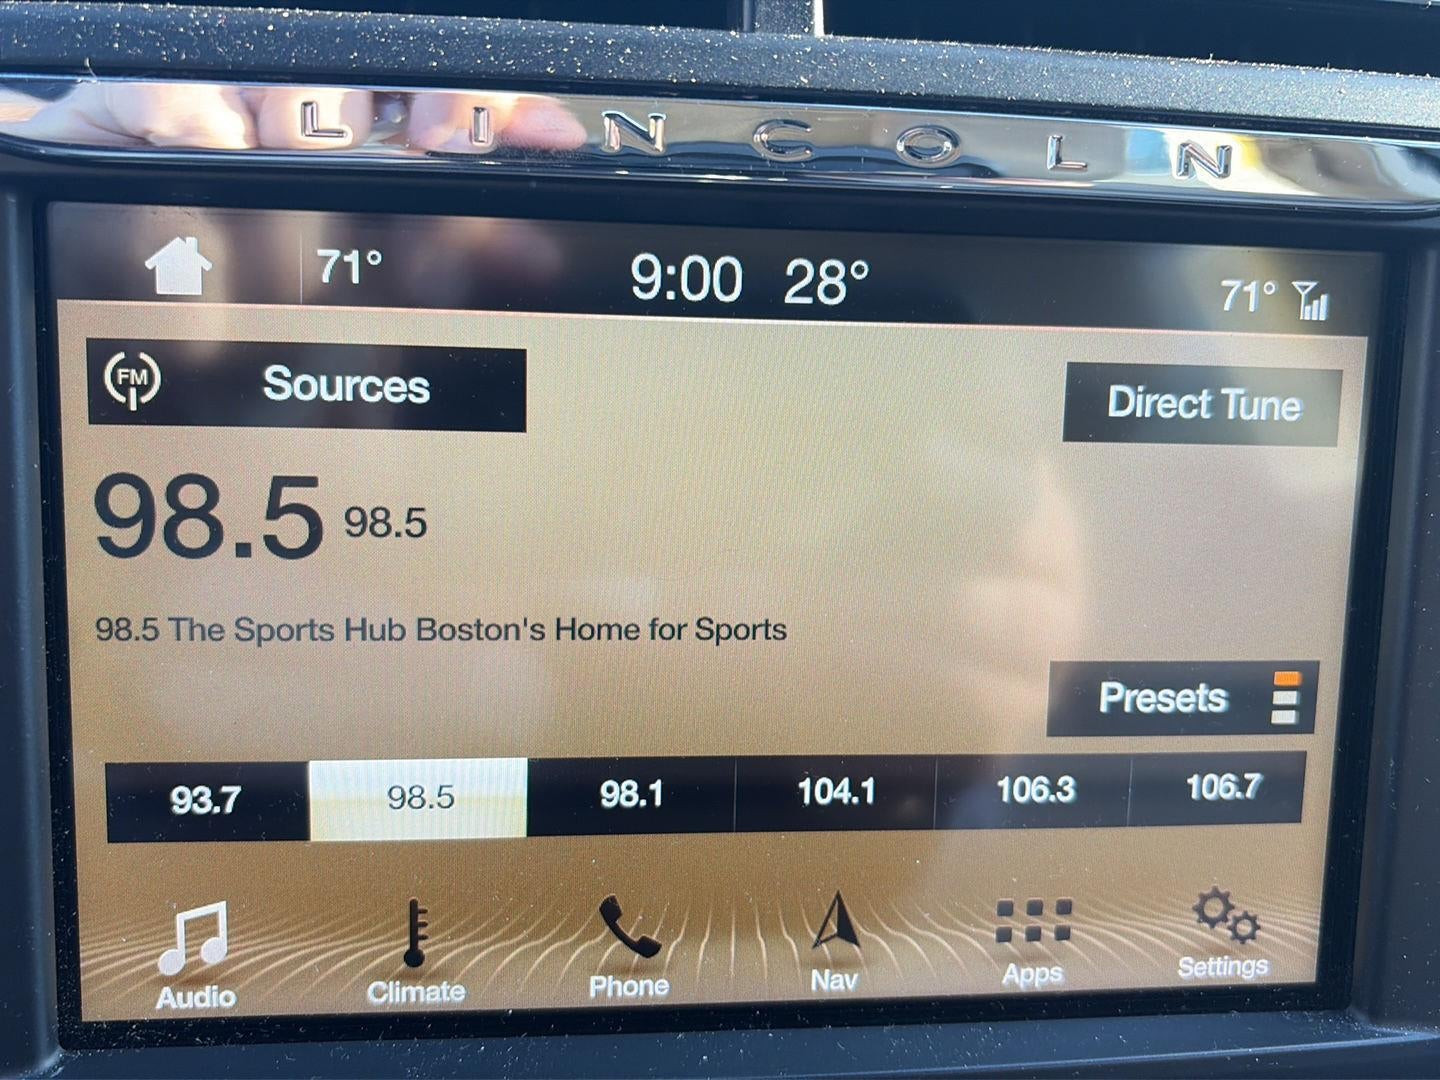 LINCOLN
71° 9:00 28° 71°
FM Sources Direct Tune
98.5 98.5
98.5 The Sports Hub Boston's Home for Sports
Presets
93.7 98.5 98.1 104.1 106.3 106.7
Audio Climate Phone Nav Apps Settings